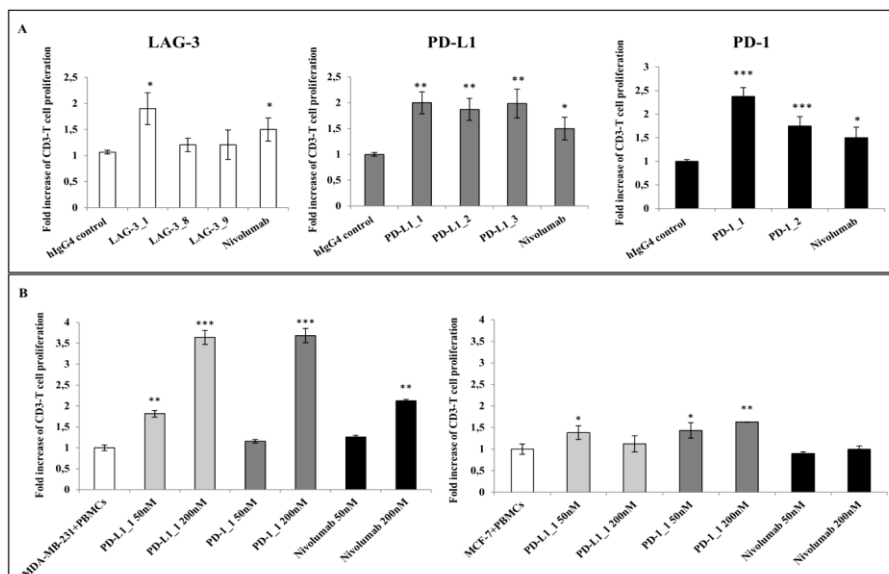 A
LAG-3
Fold increase of CD3-T cell proliferation
2,5
2
1,5
1
0,5
0
*
*
hIgG4 control
LAG-3_1
LAG-3_8
LAG-3_9
Nivolumab
PD-L1
Fold increase of CD3-T cell proliferation
2,5
2
1,5
1
0,5
0
**
**
**
*
hIgG4 control
PD-L1_1
PD-L1_2
PD-L1_3
Nivolumab
PD-1
Fold increase of CD3-T cell proliferation
3
2,5
2
1,5
1
0,5
0
***
***
*
hIgG4 control
PD-1_1
PD-1_2
Nivolumab
B
Fold increase of CD3-T cell proliferation
4
3,5
3
2,5
2
1,5
1
0,5
0
**
***
***
**
MDA-MB-231+PBMCs
PD-L1_1 50nM
PD-L1_1 200nM
PD-1_1 50nM
PD-1_1 200nM
Nivolumab 50nM
Nivolumab 200nM
Fold increase of CD3-T cell proliferation
4
3,5
3
2,5
2
1,5
1
0,5
0
*
*
**
MCF-7+PBMCs
PD-L1_1 50nM
PD-L1_1 200nM
PD-1_1 50nM
PD-1_1 200nM
Nivolumab 50nM
Nivolumab 200nM